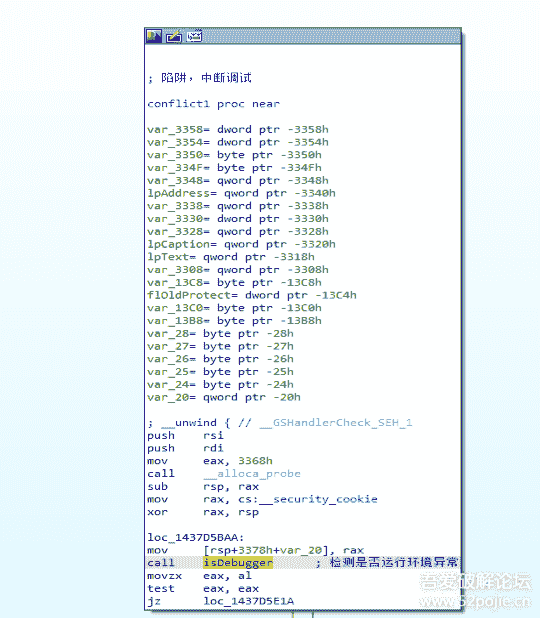 ; 陷阱，中断调试
conflict1 proc near
var_3358= dword ptr -3358h
var_3354= dword ptr -3354h
var_3350= byte ptr -3350h
var_334F= byte ptr -334Fh
var_3348= qword ptr -3348h
lpAddress= qword ptr -3340h
var_3338= qword ptr -3338h
var_3330= dword ptr -3330h
var_3328= qword ptr -3328h
lpCaption= qword ptr -3320h
lpText= qword ptr -3318h
var_3308= qword ptr -3308h
var_13C8= byte ptr -13C8h
flOldProtect= dword ptr -13C4h
var_13C0= byte ptr -13C0h
var_13B8= byte ptr -13B8h
var_28= byte ptr -28h
var_27= byte ptr -27h
var_26= byte ptr -26h
var_25= byte ptr -25h
var_24= byte ptr -24h
var_20= qword ptr -20h
; __unwind { // __GSHandlerCheck_SEH_1
push rsi
push rdi
mov eax, 3368h
call __alloca_probe
sub rsp, rax
mov rax, cs:__security_cookie
xor rax, rsp
loc_1437D5BAA:
mov [rsp+3378h+var_20], rax
call isDebugger ; 检测是否运行环境异常
movzx eax, al
test eax, eax
jz loc_1437D5E1A
吾爱破解论坛
www.52pojie.cn